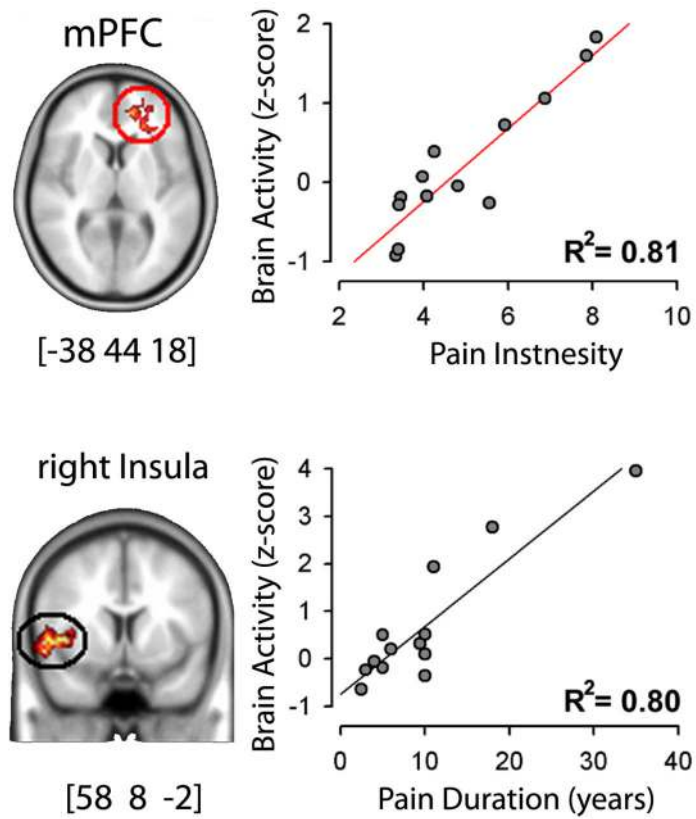 mPFC
[-38 44 18]
Brain Activity (z-score)
2
1
0
-1
R²= 0.81
2 4 6 8 10
Pain Instnesity
right Insula
[58 8 -2]
Brain Activity (z-score)
4
3
2
1
0
-1
R²= 0.80
0 10 20 30 40
Pain Duration (years)